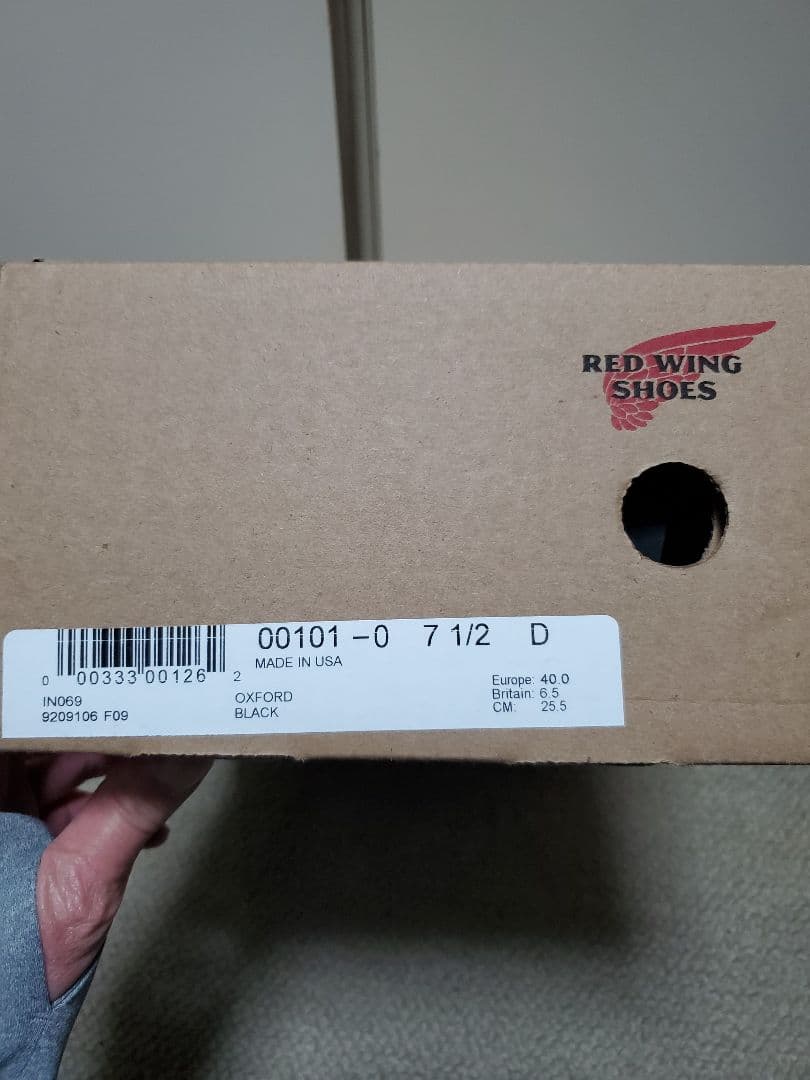 RED WING
SHOES
00101-0 7 1/2 D
MADE IN USA
0 00333 00126 2
IN069
9209106 F09
OXFORD
BLACK
Europe: 40.0
Britain: 6.5
CM: 25.5